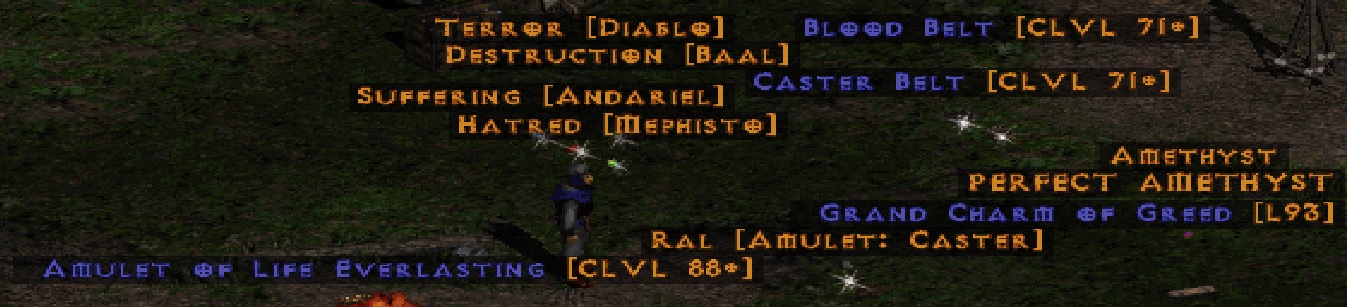 Terror [Diablo]
Blood Belt [CLVL 71*]
Destruction [Baal]
Caster Belt [CLVL 71*]
Suffering [Andariel]
Hatred [Mephisto]
Amethyst
Perfect Amethyst
Grand Charm of Greed [L93]
Ral [Amulet: Caster]
Amulet of Life Everlasting [CLVL 88*]